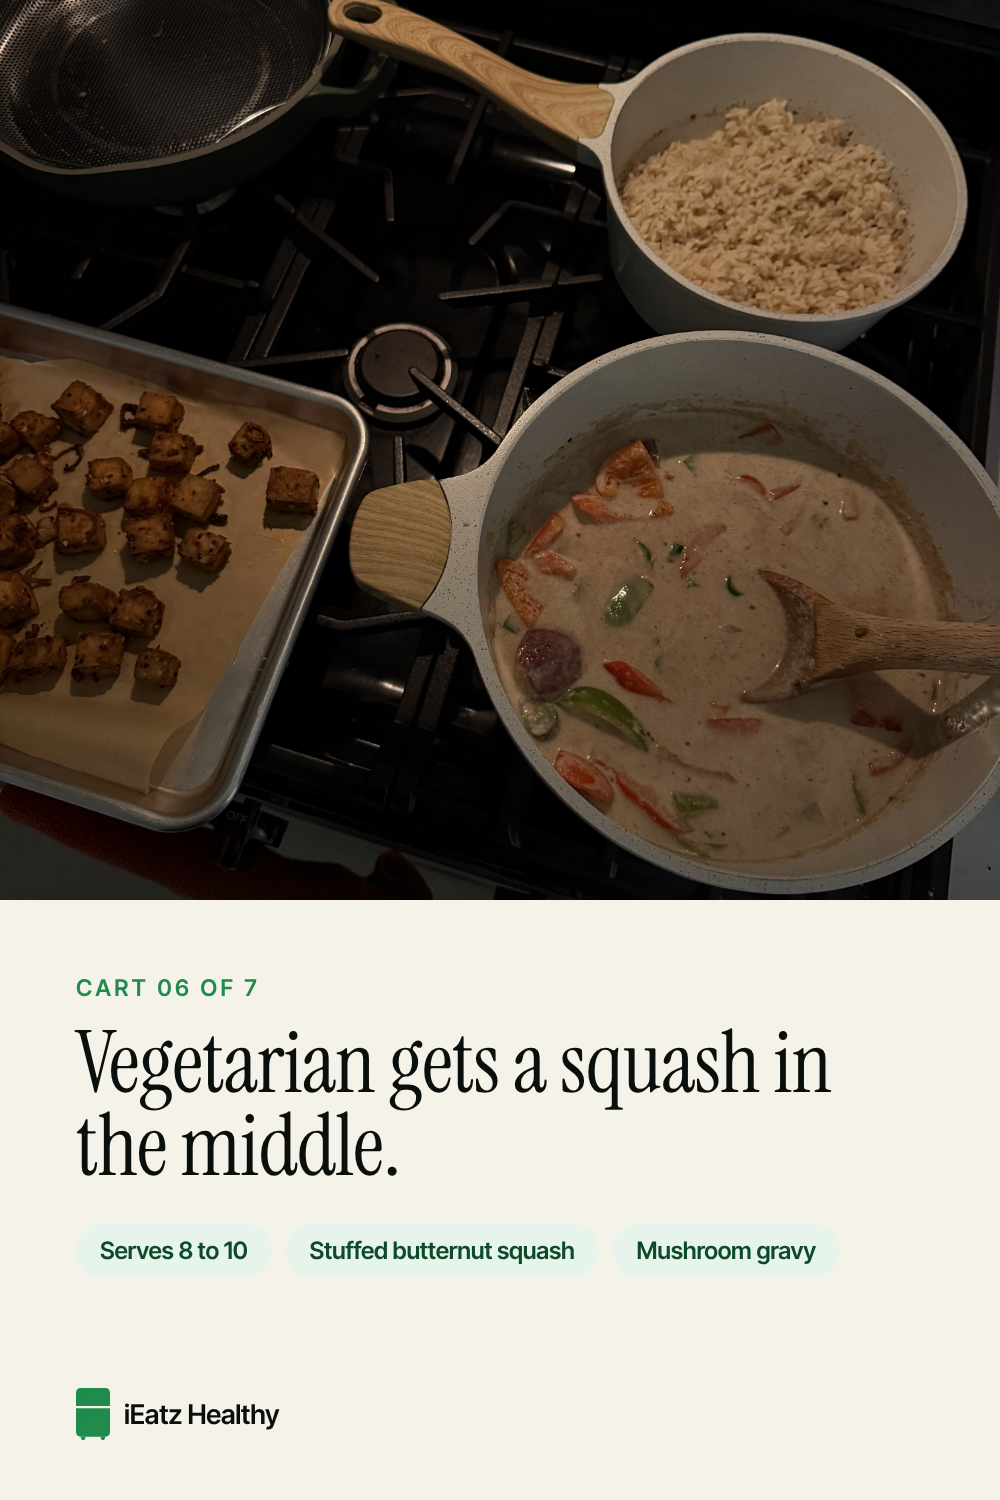 OFF
CART 06 OF 7
Vegetarian gets a squash in
the middle.
Serves 8 to 10
Stuffed butternut squash
Mushroom gravy
iEatz Healthy